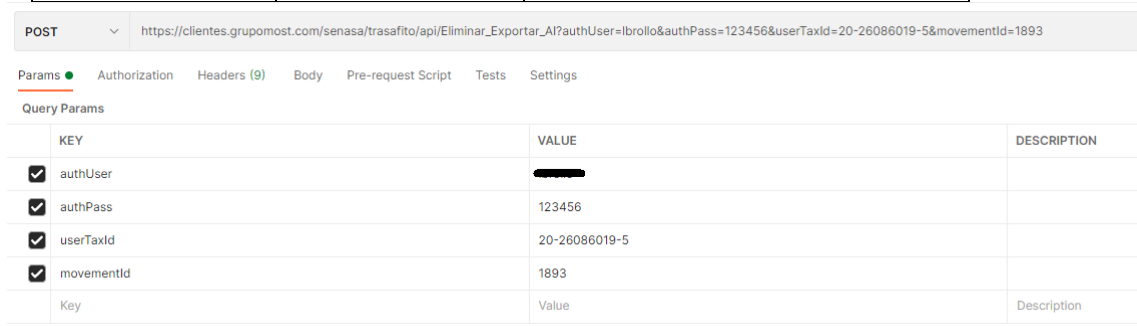 POST https://clientes.grupomost.com/senasa/trasafito/api/Eliminar_Exportar_AI?authUser=lbrollo&authPass=123456&userTaxId=20-26086019-5&movementId=1893
Params Authorization Headers (9) Body Pre-request Script Tests Settings
Query Params
KEY VALUE DESCRIPTION
authUser
authPass 123456
userTaxId 20-26086019-5
movementId 1893
Key Value Description